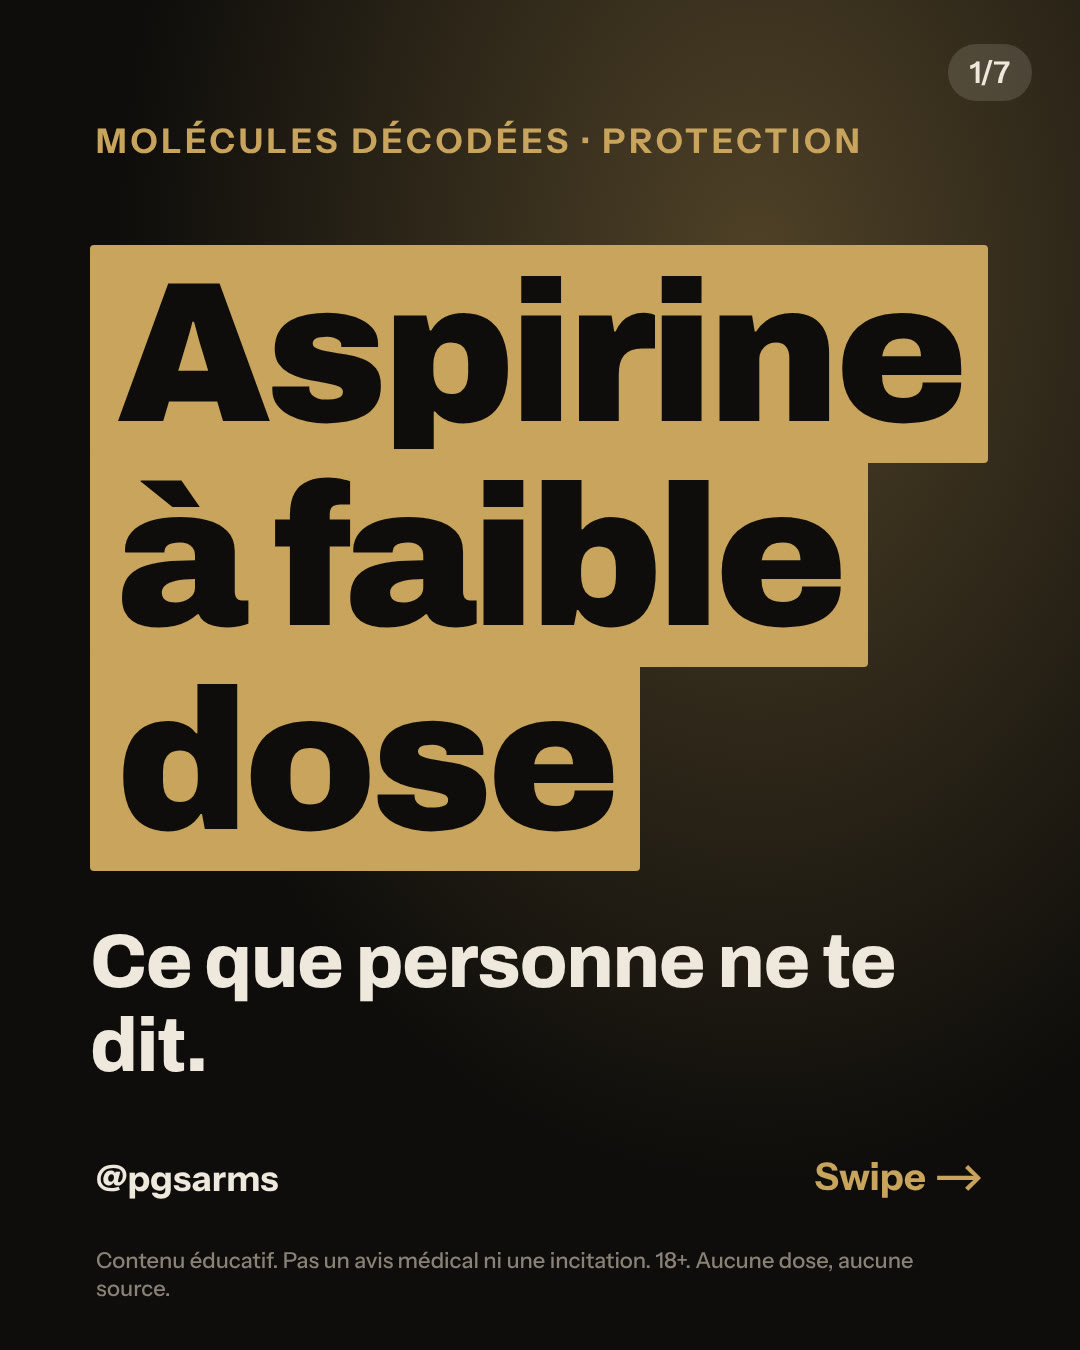 1/7
MOLÉCULES DÉCODÉES · PROTECTION
Aspirine
à faible
dose
Ce que personne ne te
dit.
@pgsarms
Swipe →
Contenu éducatif. Pas un avis médical ni une incitation. 18+. Aucune dose, aucune
source.